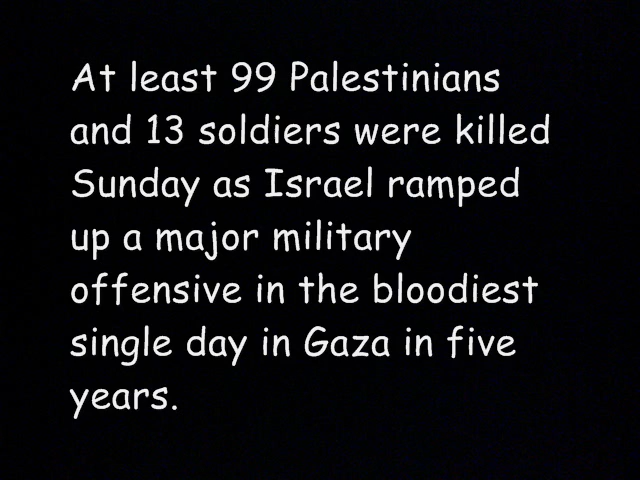 At least 99 Palestinians
and 13 soldiers were killed
Sunday as Israel ramped
up a major military
offensive in the bloodiest
single day in Gaza in five
years.